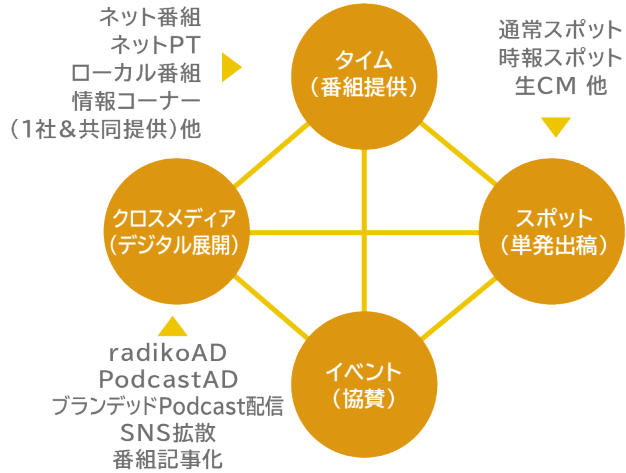 ネット番組
ネットPT
ローカル番組
情報コーナー
(1社&共同提供)他
タイム
(番組提供)
通常スポット
時報スポット
生CM 他
クロスメディア
(デジタル展開)
スポット
(単発出稿)
イベント
(協賛)
radikoAD
PodcastAD
ブランデッドPodcast配信
SNS拡散
番組記事化